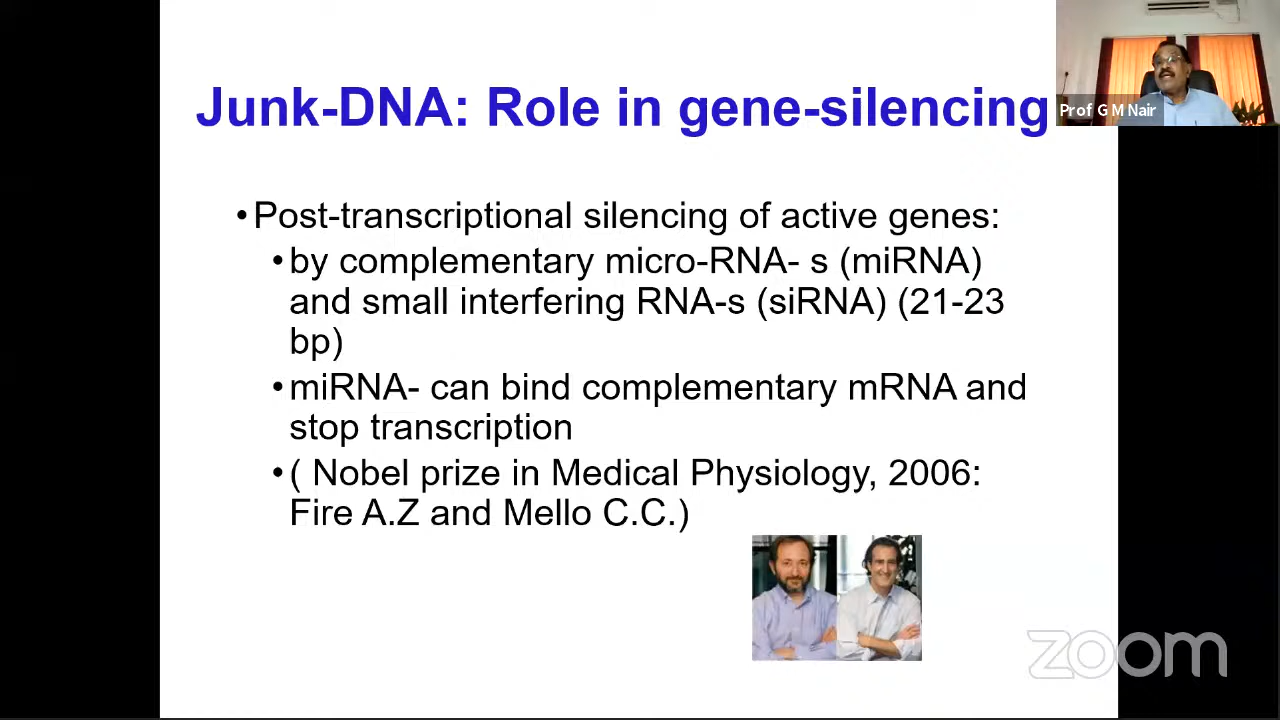 Junk-DNA: Role in gene-silencing
Prof G M Nair
•Post-transcriptional silencing of active genes:
•by complementary micro-RNA- s (miRNA)
and small interfering RNA-s (siRNA) (21-23
bp)
•miRNA- can bind complementary mRNA and
stop transcription
•( Nobel prize in Medical Physiology, 2006:
Fire A.Z and Mello C.C.)
zoom